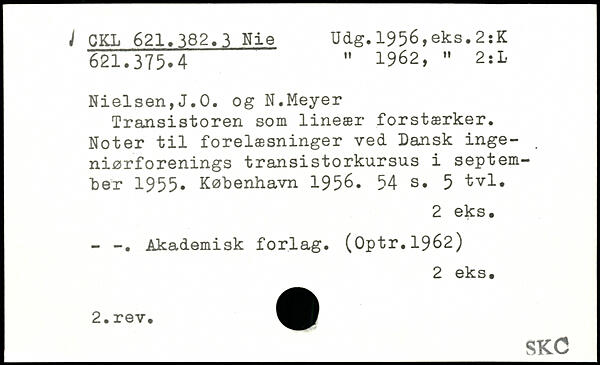 CKL 621.382.3 Nie Udg.1956,eks.2:K
621.375.4 " 1962, " 2:L
Nielsen,J.O. og N.Meyer
Transistoren som lineær forstærker.
Noter til forelæsninger ved Dansk inge-
niørforenings transistorkursus i septem-
ber 1955. København 1956. 54 s. 5 tvl.
2 eks.
- -. Akademisk forlag. (Optr.1962)
2 eks.
2.rev.
SKC